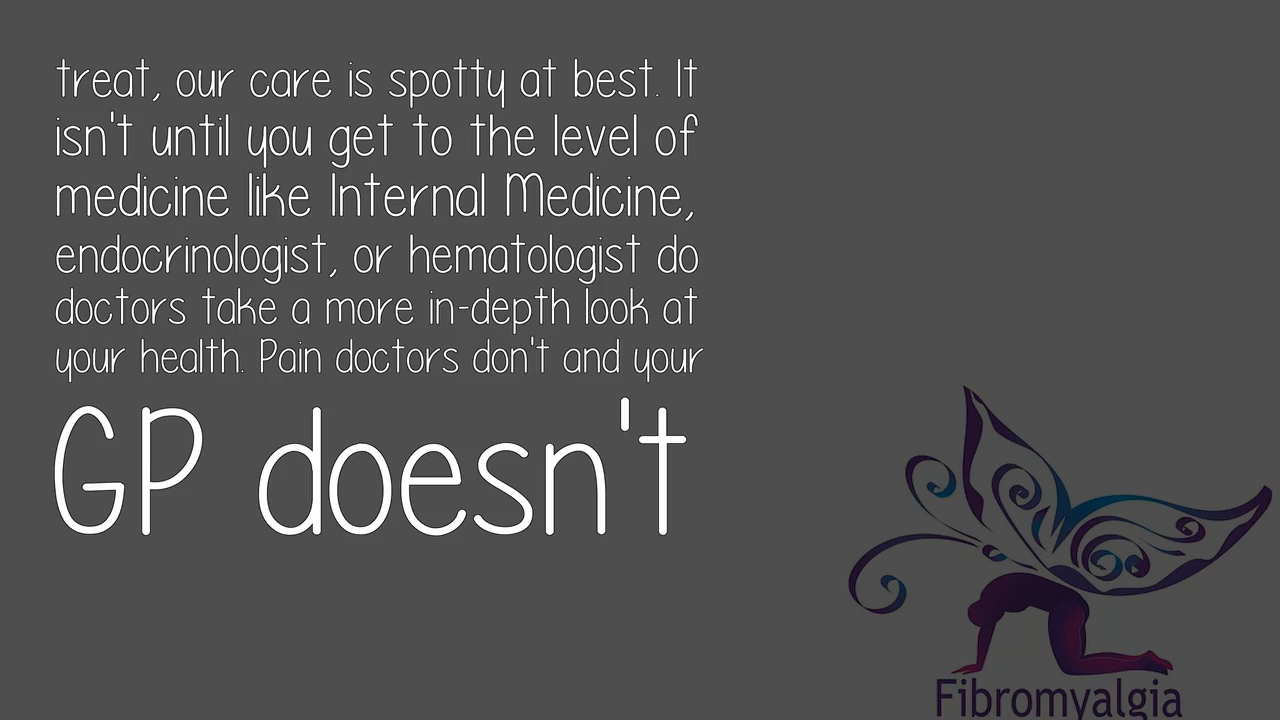 treat, our care is spotty at best. It
isn't until you get to the level of
medicine like Internal Medicine,
endocrinologist, or hematologist do
doctors take a more in-depth look at
your health. Pain doctors don't and your
GP doesn't
Fibromyalgia